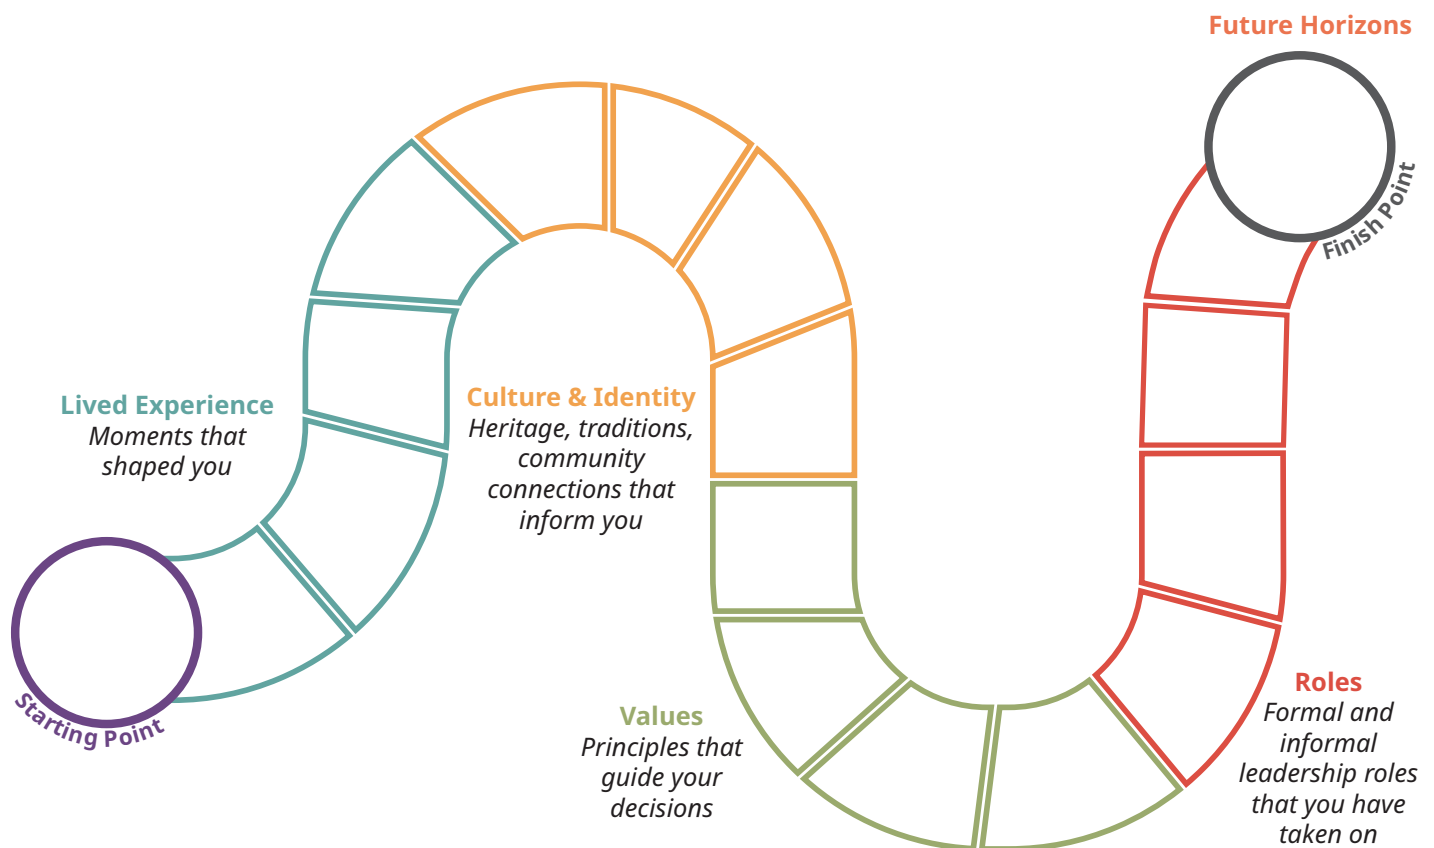 Future Horizons
Finish Point
Lived Experience
Moments that
shaped you
Culture & Identity
Heritage, traditions,
community
connections that
inform you
Starting Point
Values
Principles that
guide your
decisions
Roles
Formal and
informal
leadership roles
that you have
taken on